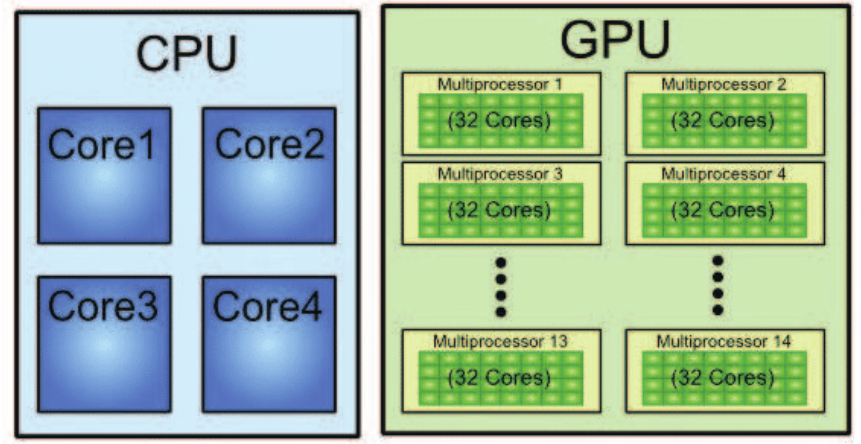 CPU
Core1
Core2
Core3
Core4
GPU
Multiprocessor 1
(32 Cores)
Multiprocessor 2
(32 Cores)
Multiprocessor 3
(32 Cores)
Multiprocessor 4
(32 Cores)
Multiprocessor 13
(32 Cores)
Multiprocessor 14
(32 Cores)